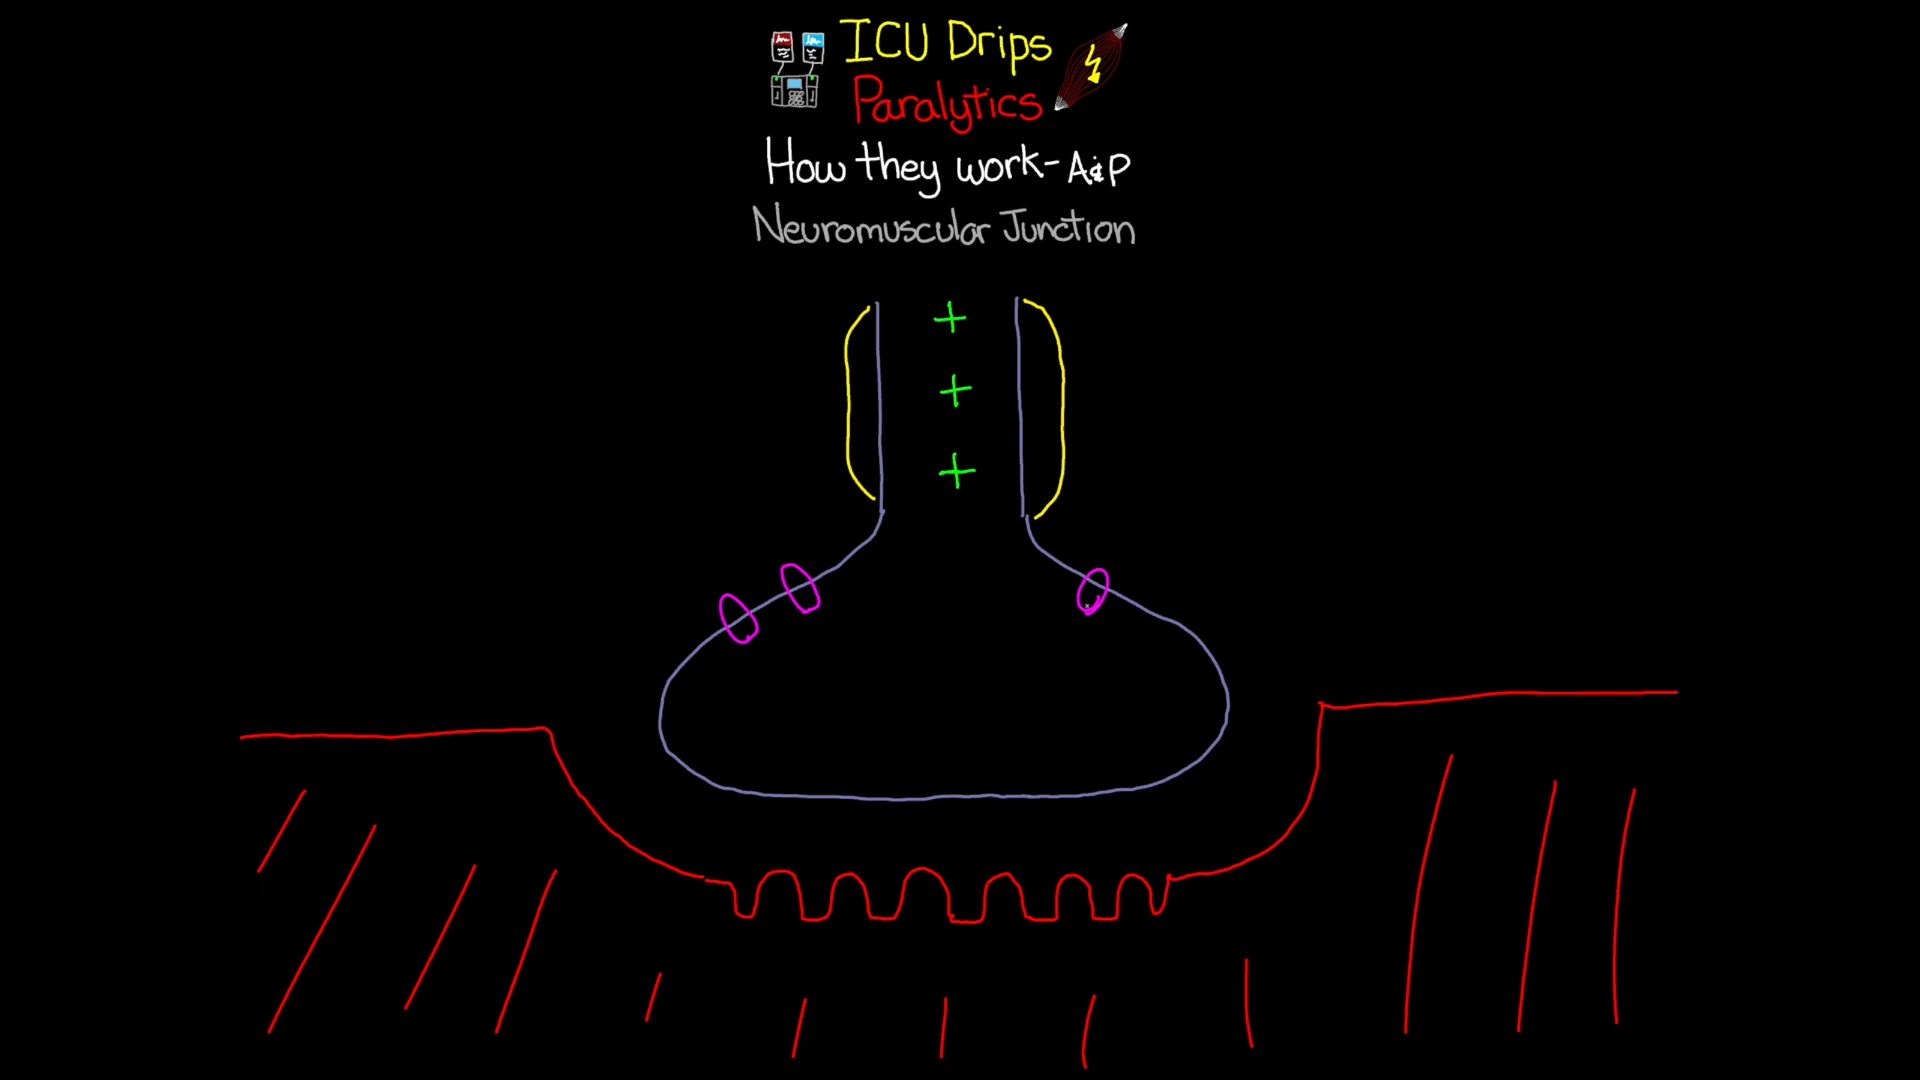 ICU Drips
Paralytics
How they work - A&P
Neuromuscular Junction
+
+
+